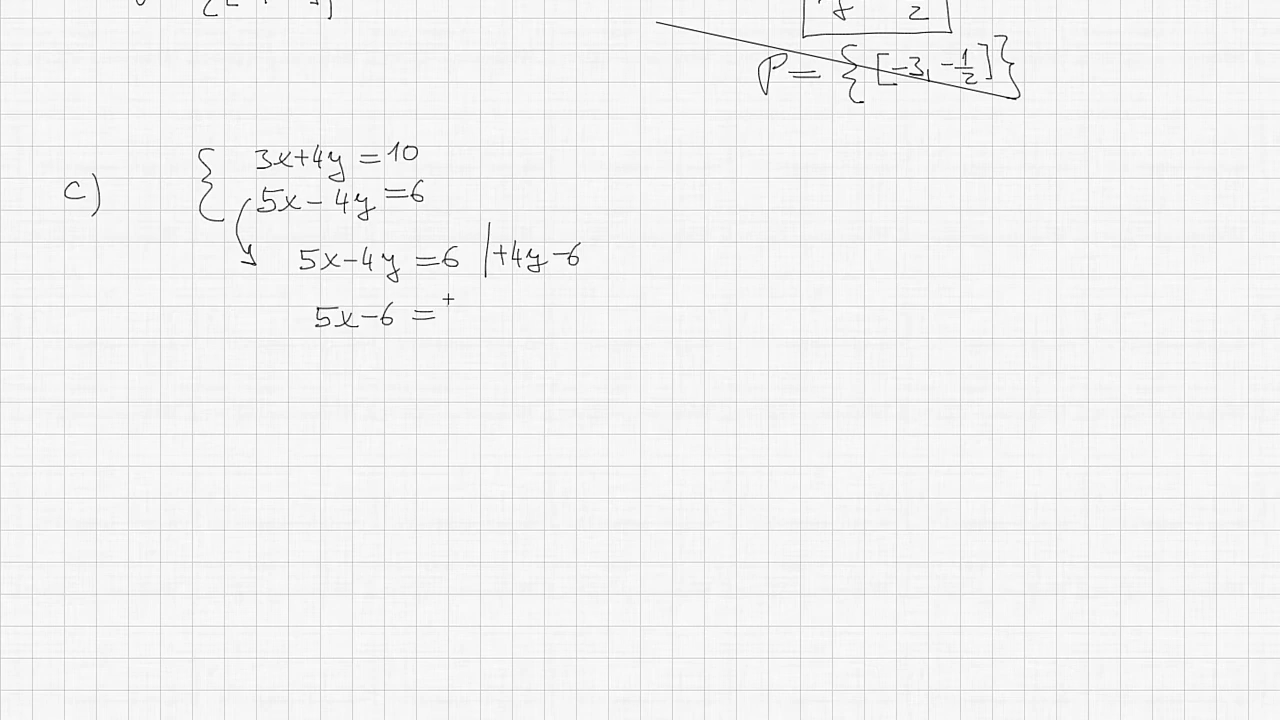 P = { [-3, -1/2] }
3x+4y = 10
c) { 5x - 4y = 6
5x-4y = 6 | +4y -6
5x-6 = +